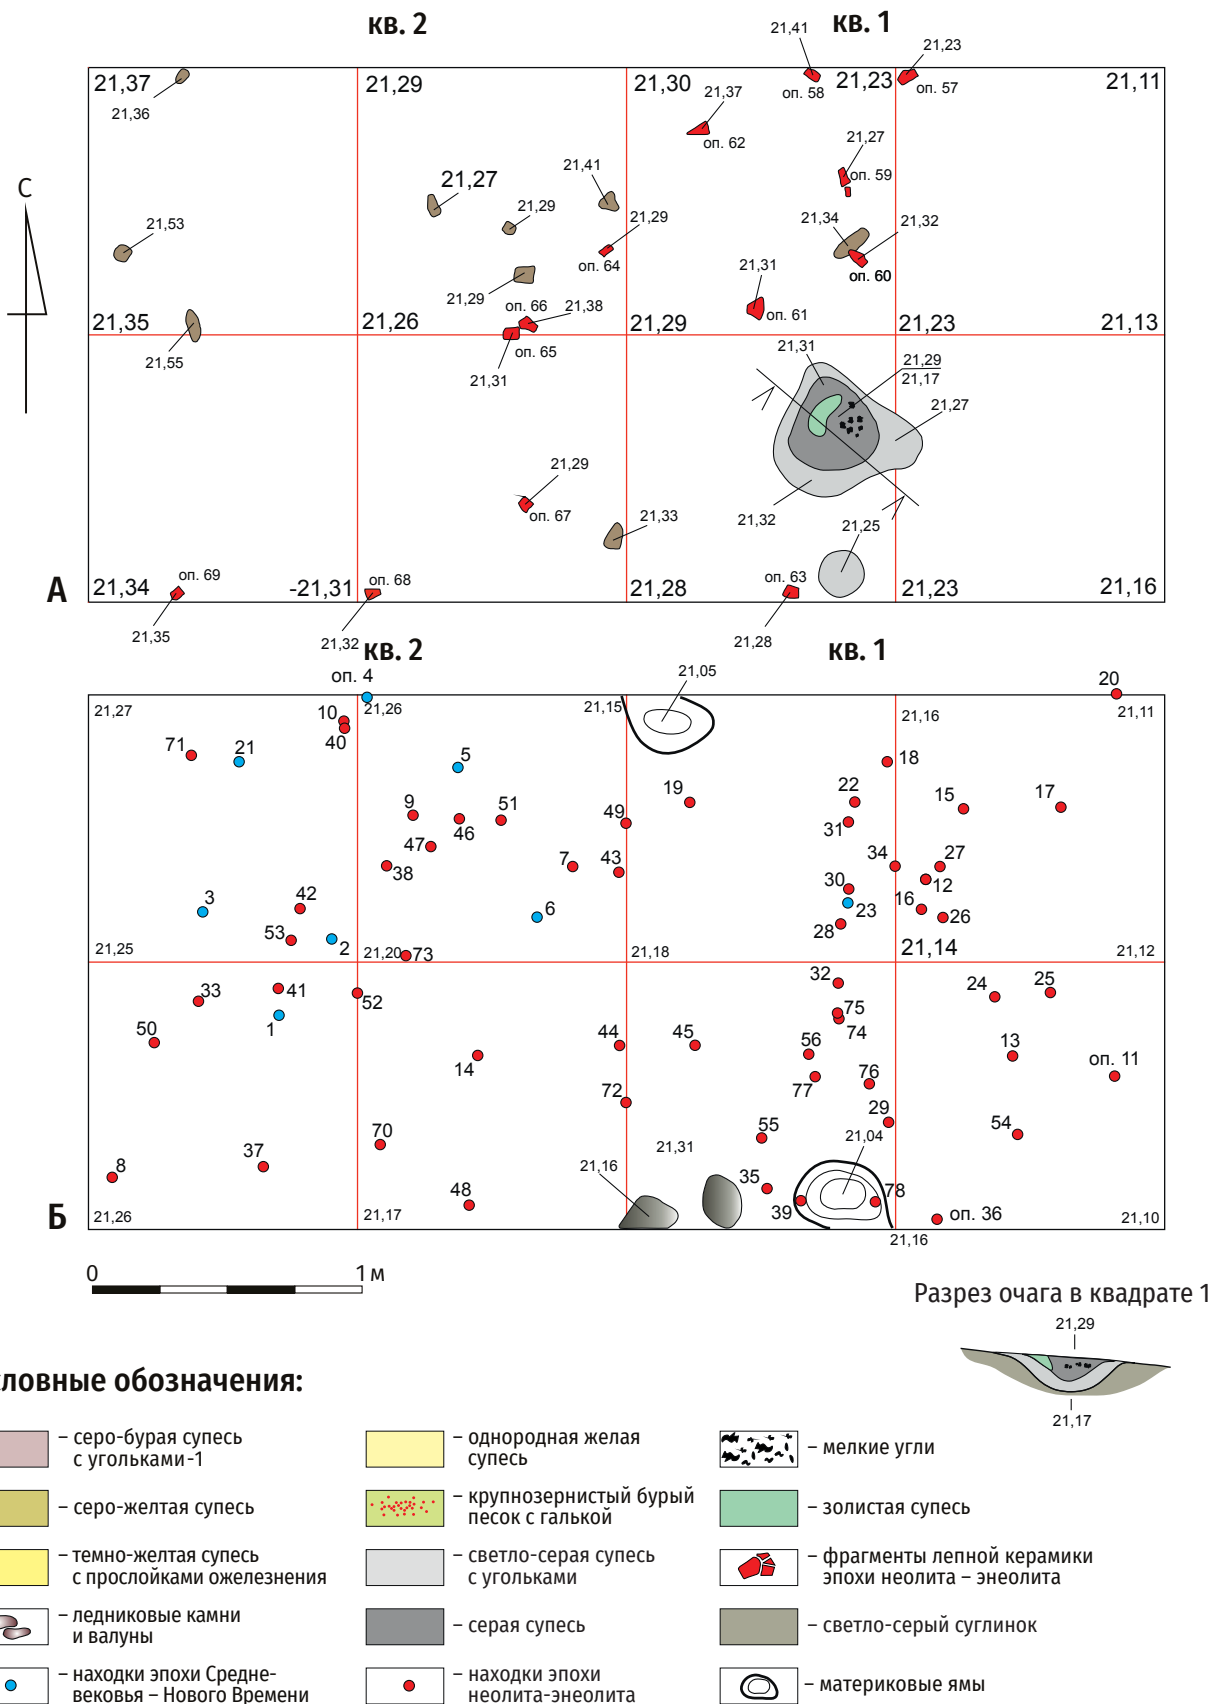 кв. 2
кв. 1
21,41
21,23
21,37
21,36
21,29
21,30
21,37
оп. 58
21,23
оп. 57
21,11
оп. 62
21,27
оп. 59
С
21,27
21,41
21,29
21,53
21,29
оп. 64
21,34
21,32
оп. 60
21,31
21,29
оп. 66
21,38
оп. 61
21,35
21,26
21,29
21,23
21,13
21,55
оп. 65
21,31
21,31
21,29
21,17
21,27
21,29
оп. 67
21,33
21,32
21,25
А
21,34
оп. 69
-21,31
оп. 68
21,28
оп. 63
21,23
21,16
21,35
21,32
21,28
кв. 2
кв. 1
оп. 4
21,05
20
21,27
10
21,26
21,15
21,16
21,11
40
71
21
5
18
9
46
51
49
19
22
31
15
17
47
38
7
43
34
27
12
30
16
26
3
42
53
2
6
23
28
21,25
21,20
73
21,18
21,14
21,12
33
41
52
32
24
25
1
50
75
74
14
44
45
56
13
оп. 11
77
76
72
29
70
55
21,04
54
8
37
21,16
21,31
35
48
39
78
оп. 36
Б
21,26
21,17
21,16
21,10
0
1 м
Разрез очага в квадрате 1
21,29
21,17
словные обозначения:
– серо-бурая супесь
с угольками-1
– однородная желая
супесь
– мелкие угли
– серо-желтая супесь
– крупнозернистый бурый
песок с галькой
– золистая супесь
– темно-желтая супесь
с прослойками ожелезнения
– светло-серая супесь
с угольками
– фрагменты лепной керамики
эпохи неолита – энеолита
– ледниковые камни
и валуны
– серая супесь
– светло-серый суглинок
– находки эпохи Средне-
вековья – Нового Времени
– находки эпохи
неолита-энеолита
– материковые ямы